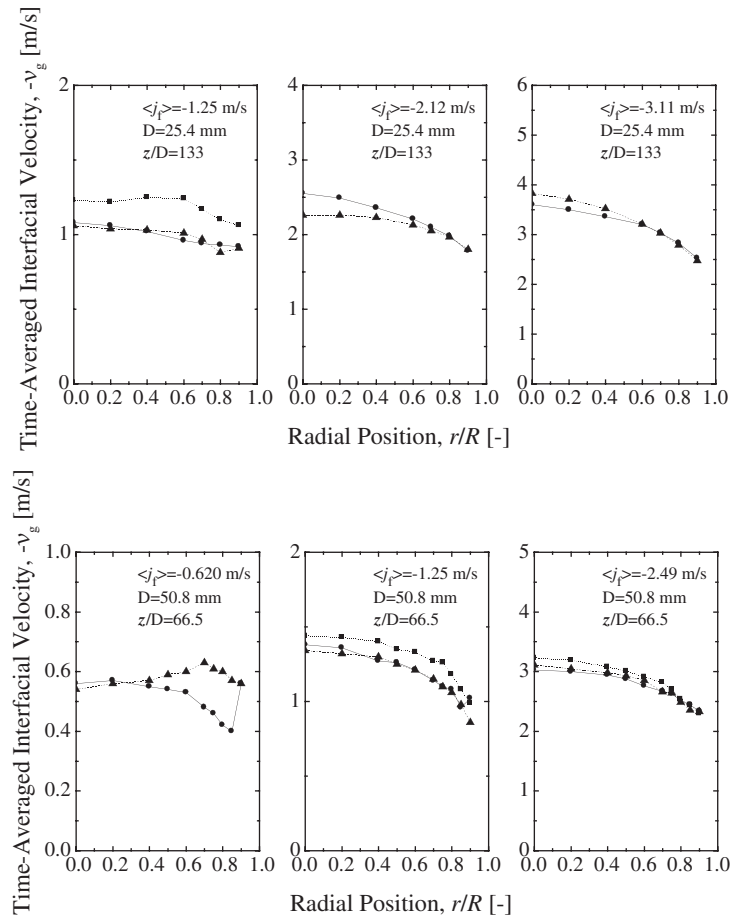 Time-Averaged Interfacial Velocity, -v_g [m/s]
2
1
0
<j_f>=-1.25 m/s
D=25.4 mm
z/D=133
0.0 0.2 0.4 0.6 0.8 1.0
4
3
2
1
0
<j_f>=-2.12 m/s
D=25.4 mm
z/D=133
0.0 0.2 0.4 0.6 0.8 1.0
6
5
4
3
2
1
0
<j_f>=-3.11 m/s
D=25.4 mm
z/D=133
0.0 0.2 0.4 0.6 0.8 1.0
Radial Position, r/R [-]
Time-Averaged Interfacial Velocity, -v_g [m/s]
1.0
0.8
0.6
0.4
0.2
0.0
<j_f>=-0.620 m/s
D=50.8 mm
z/D=66.5
0.0 0.2 0.4 0.6 0.8 1.0
2
1
0
<j_f>=-1.25 m/s
D=50.8 mm
z/D=66.5
0.0 0.2 0.4 0.6 0.8 1.0
5
4
3
2
1
0
<j_f>=-2.49 m/s
D=50.8 mm
z/D=66.5
0.0 0.2 0.4 0.6 0.8 1.0
Radial Position, r/R [-]